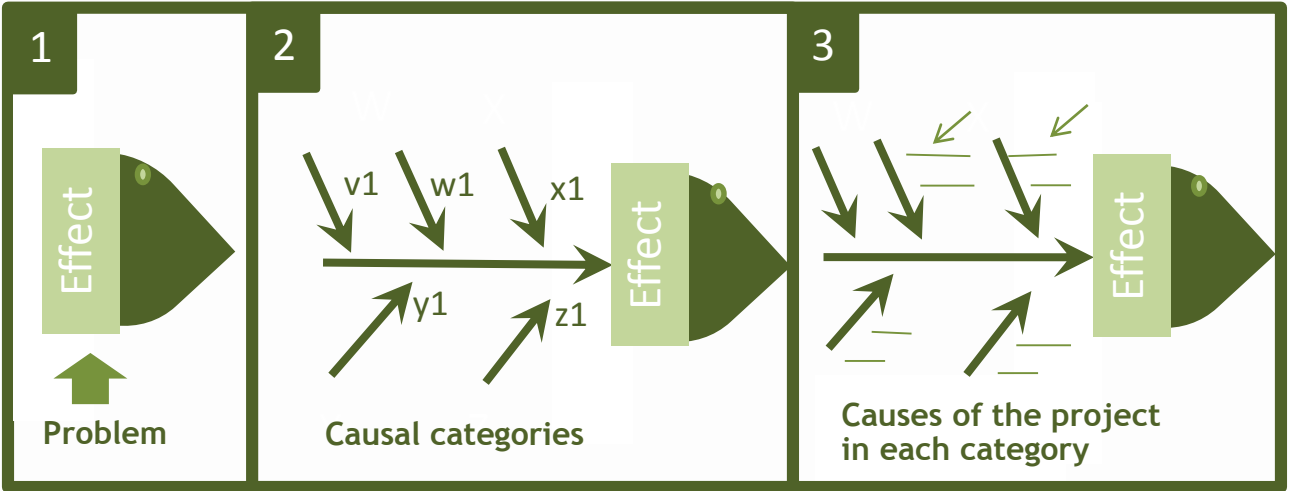 1
Effect
Problem
2
v1
w1
x1
y1
z1
Effect
Causal categories
3
Effect
Causes of the project
in each category